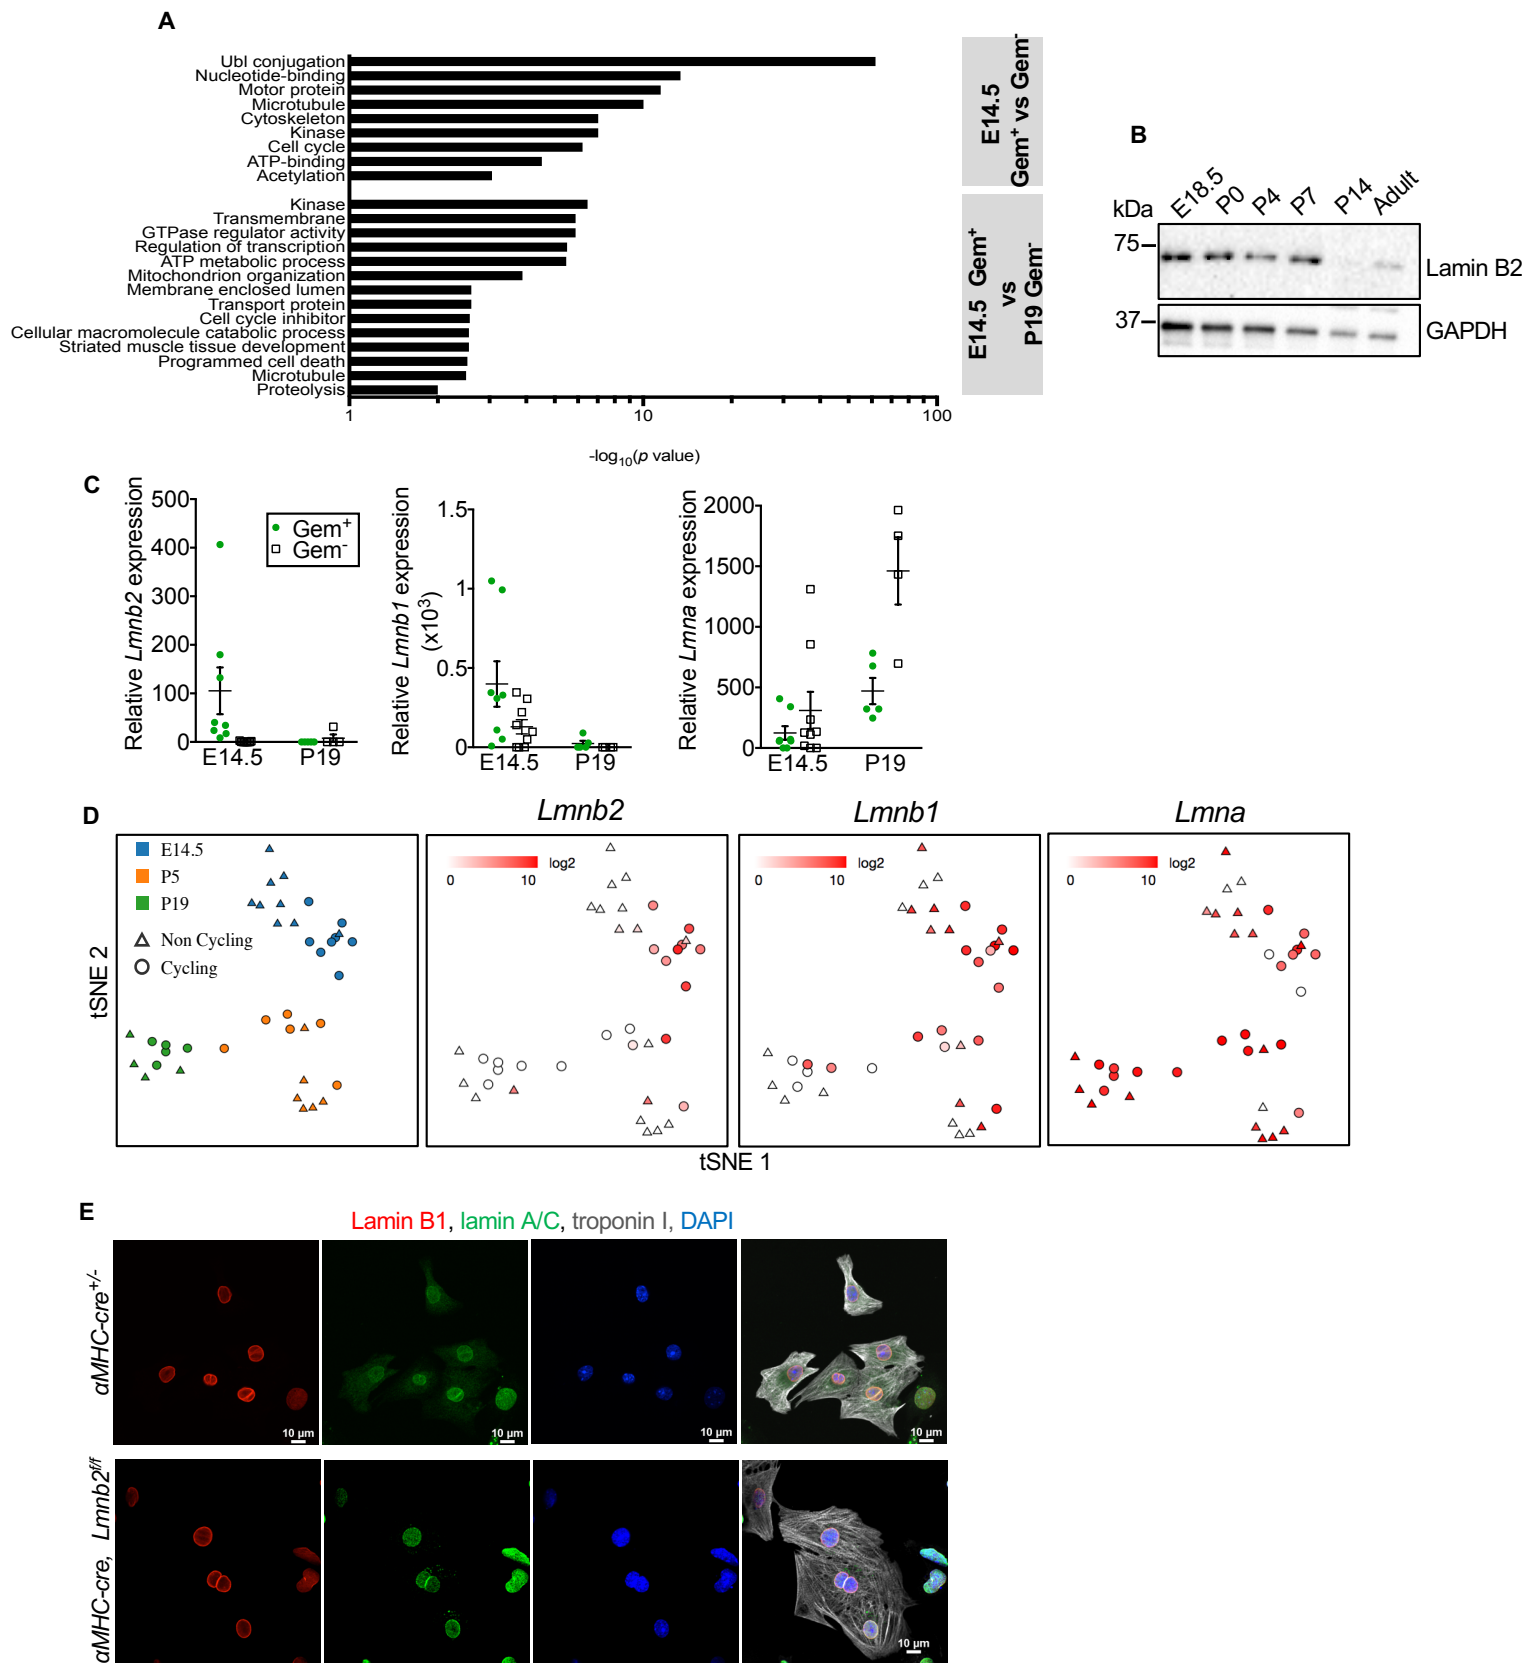 A
Ubl conjugation
Nucleotide-binding
Motor protein
Microtubule
Cytoskeleton
Kinase
Cell cycle
ATP-binding
Acetylation
Kinase
Transmembrane
GTPase regulator activity
Regulation of transcription
ATP metabolic process
Mitochondrion organization
Membrane enclosed lumen
Transport protein
Cell cycle inhibitor
Cellular macromolecule catabolic process
Striated muscle tissue development
Programmed cell death
Microtubule
Proteolysis
1 10 100
-log10(p value)
E14.5
Gem+ vs Gem-
E14.5 Gem+
vs
P19 Gem-
B
kDa E18.5 P0 P4 P7 P14 Adult
75
Lamin B2
37
GAPDH
C
Relative Lmnb2 expression
500
400
300
200
100
0
E14.5 P19
Gem+
Gem-
Relative Lmnb1 expression
(x10³)
1.5
1
0.5
0
E14.5 P19
Relative Lmna expression
2000
1500
1000
500
0
E14.5 P19
D
Lmnb2 Lmnb1 Lmna
E14.5
P5
P19
Non Cycling
Cycling
0 10 log2
0 10 log2
0 10 log2
tSNE 2
tSNE 1
E
Lamin B1, lamin A/C, troponin I, DAPI
αMHC-cre+/-
10 µm 10 µm 10 µm 10 µm
αMHC-cre, Lmnb2f/f
10 µm